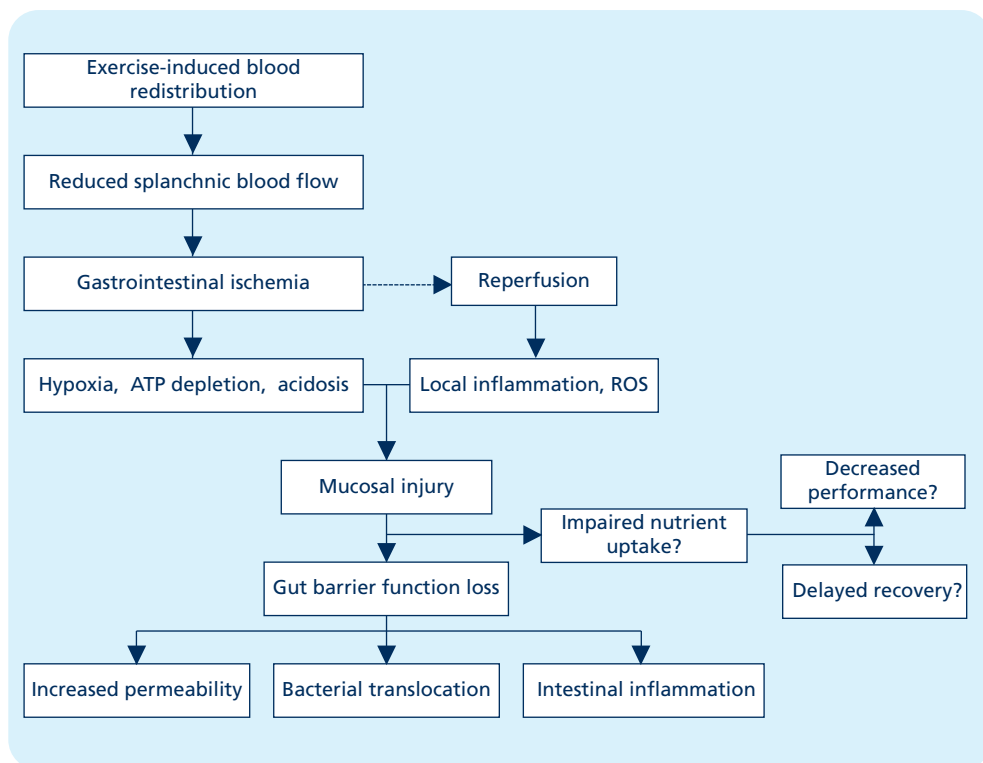 Exercise-induced blood
redistribution
Reduced splanchnic blood flow
Gastrointestinal ischemia
Reperfusion
Hypoxia, ATP depletion, acidosis
Local inflammation, ROS
Mucosal injury
Decreased
performance?
Impaired nutrient
uptake?
Gut barrier function loss
Delayed recovery?
Increased permeability
Bacterial translocation
Intestinal inflammation